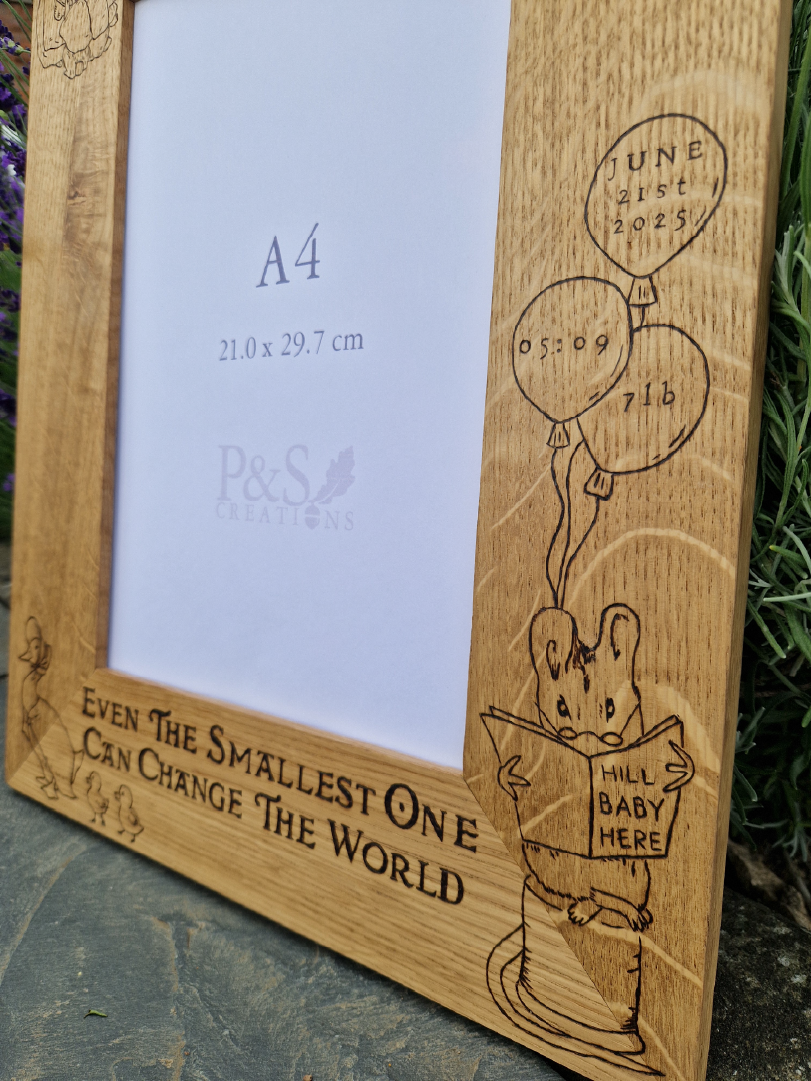 A4
21.0 x 29.7 cm
P&S
CREATIONS
JUNE
21st
2025
05:09
7lb
EVEN THE SMALLEST ONE
CAN CHANGE THE WORLD
HILL
BABY
HERE